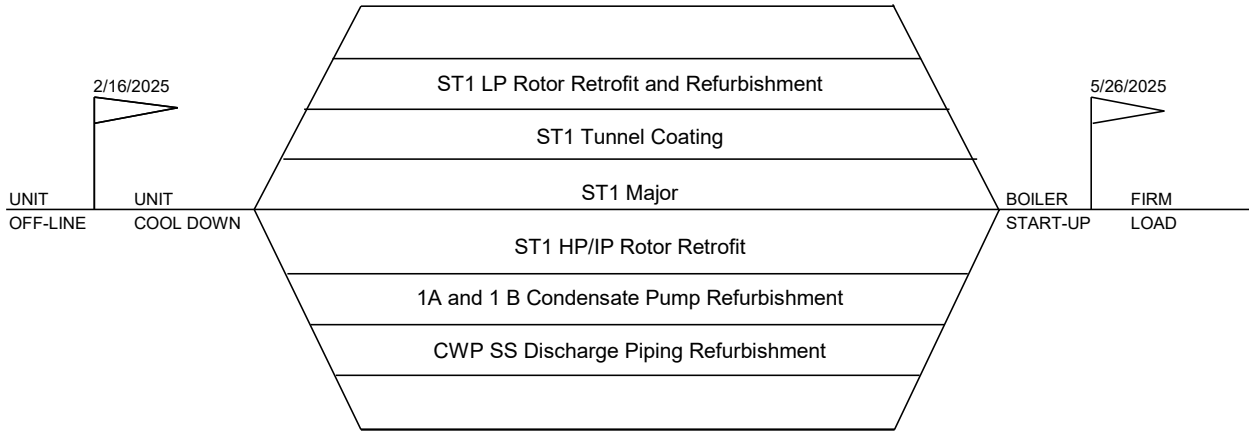 ST1 LP Rotor Retrofit and Refurbishment
2/16/2025
5/26/2025
ST1 Tunnel Coating
ST1 Major
UNIT
OFF-LINE
UNIT
COOL DOWN
BOILER
START-UP
FIRM
LOAD
ST1 HP/IP Rotor Retrofit
1A and 1 B Condensate Pump Refurbishment
CWP SS Discharge Piping Refurbishment